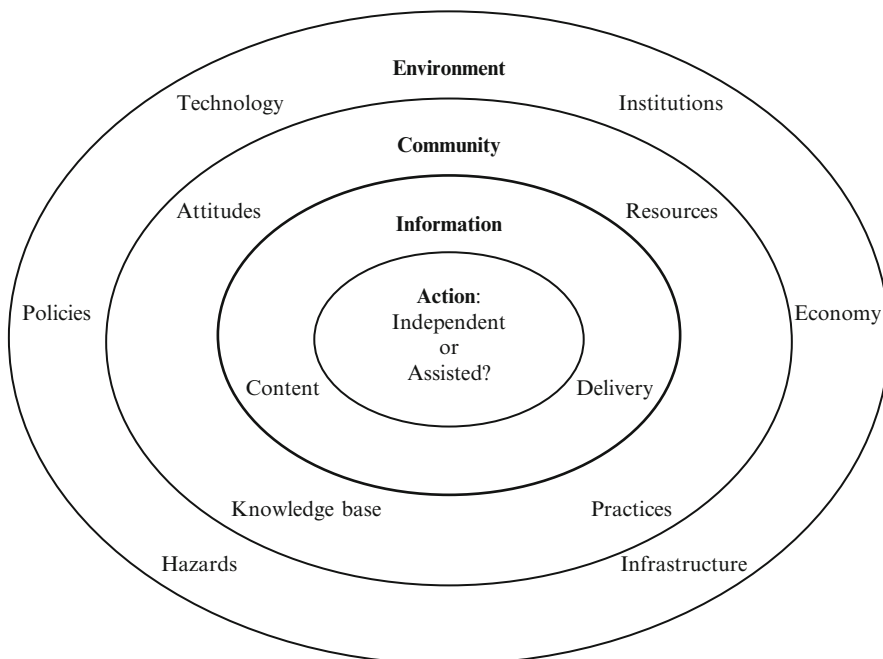 Environment
Technology
Institutions
Community
Attitudes
Resources
Information
Action:
Independent
or
Assisted?
Policies
Economy
Content
Delivery
Knowledge base
Practices
Hazards
Infrastructure